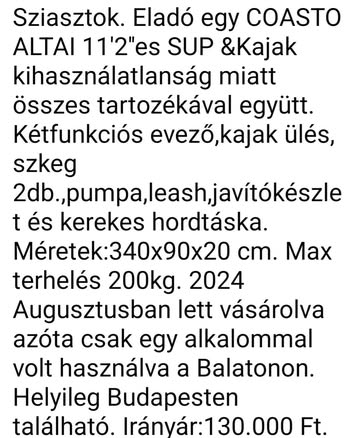 Sziasztok. Eladó egy COASTO
ALTAI 11'2"es SUP &Kajak
kihasználatlanság miatt
összes tartozékával együtt.
Kétfunkciós evező,kajak ülés,
szkeg
2db.,pumpa,leash,javítókészle
t és kerekes hordtáska.
Méretek:340x90x20 cm. Max
terhelés 200kg. 2024
Augusztusban lett vásárolva
azóta csak egy alkalommal
volt használva a Balatonon.
Helyileg Budapesten
található. Irányár:130.000 Ft.